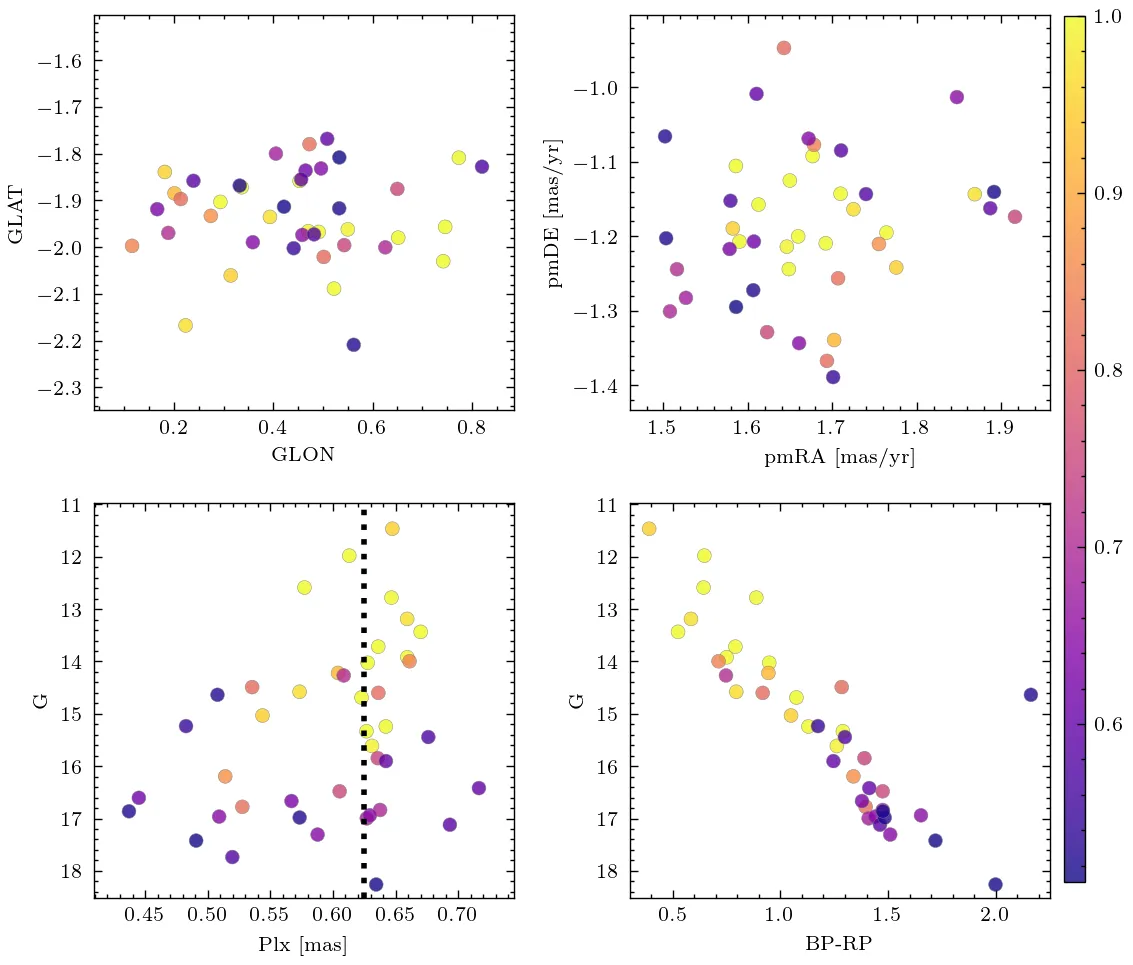 −1.6
−1.7
−1.8
−1.9
−2.0
−2.1
−2.2
−2.3
GLAT
0.2 0.4 0.6 0.8
GLON
−1.0
−1.1
−1.2
−1.3
−1.4
pmDE [mas/yr]
1.5 1.6 1.7 1.8 1.9
pmRA [mas/yr]
11
12
13
14
15
16
17
18
G
0.45 0.50 0.55 0.60 0.65 0.70
Plx [mas]
11
12
13
14
15
16
17
18
G
0.5 1.0 1.5 2.0
BP-RP
1.0
0.9
0.8
0.7
0.6